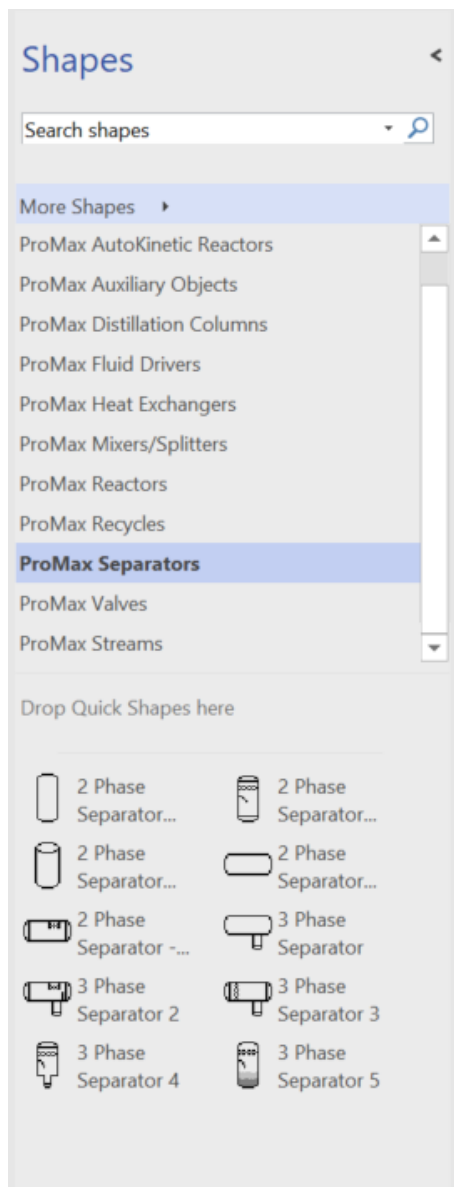 Shapes
Search shapes
More Shapes
ProMax AutoKinetic Reactors
ProMax Auxiliary Objects
ProMax Distillation Columns
ProMax Fluid Drivers
ProMax Heat Exchangers
ProMax Mixers/Splitters
ProMax Reactors
ProMax Recycles
ProMax Separators
ProMax Valves
ProMax Streams
Drop Quick Shapes here
2 Phase
Separator...
2 Phase
Separator...
2 Phase
Separator...
2 Phase
Separator...
2 Phase
Separator -...
3 Phase
Separator
3 Phase
Separator 2
3 Phase
Separator 3
3 Phase
Separator 4
3 Phase
Separator 5